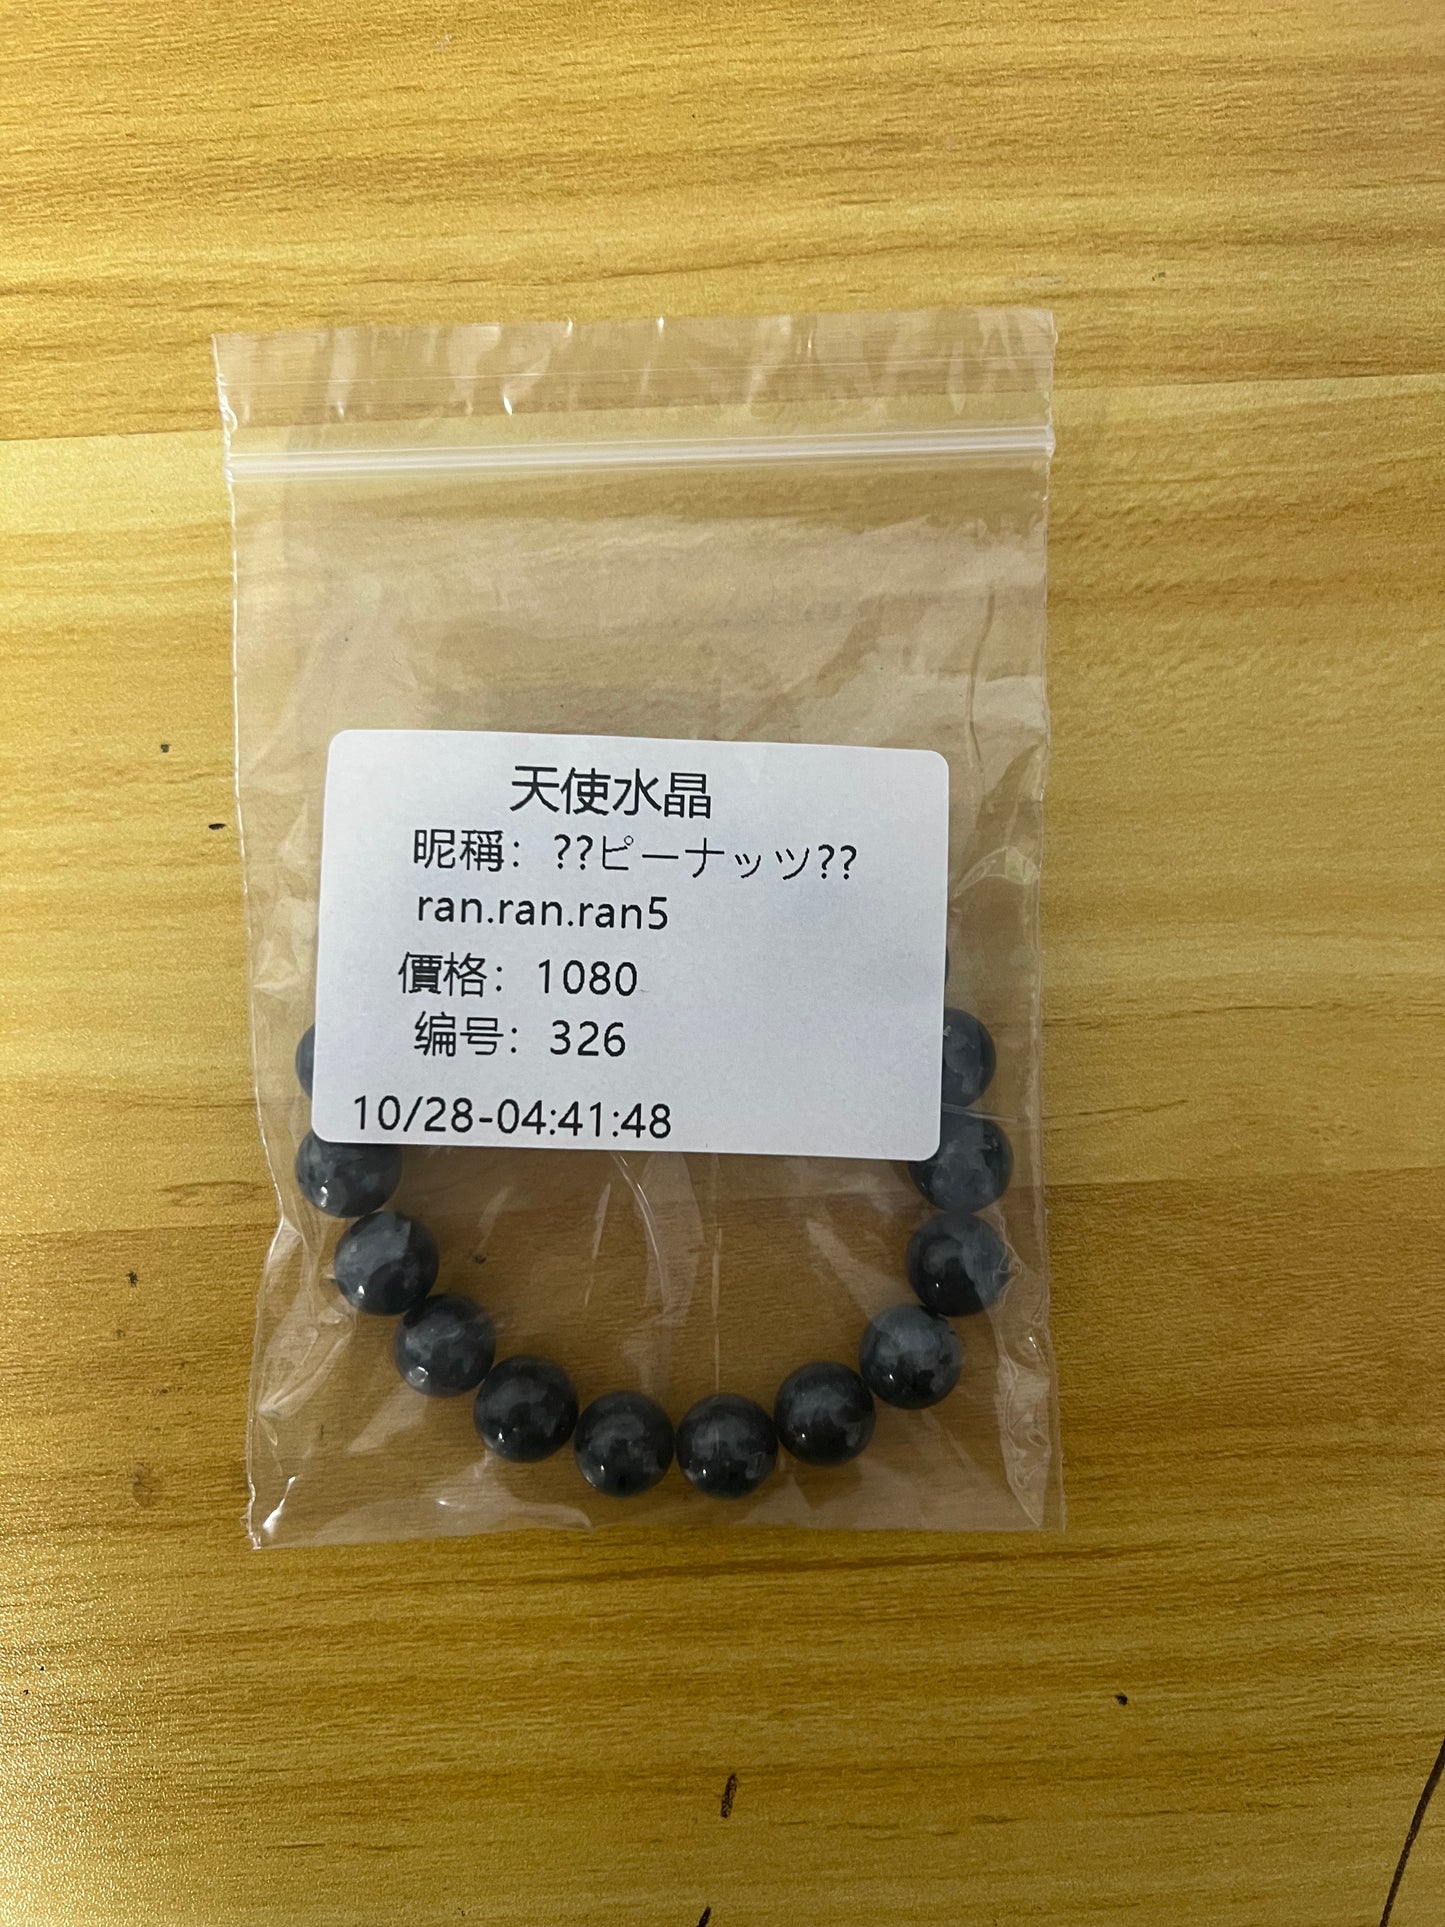 天使水晶
昵稱：??ピーナッツ??
ran.ran.ran5
價格：1080
编号：326
10/28-04:41:48